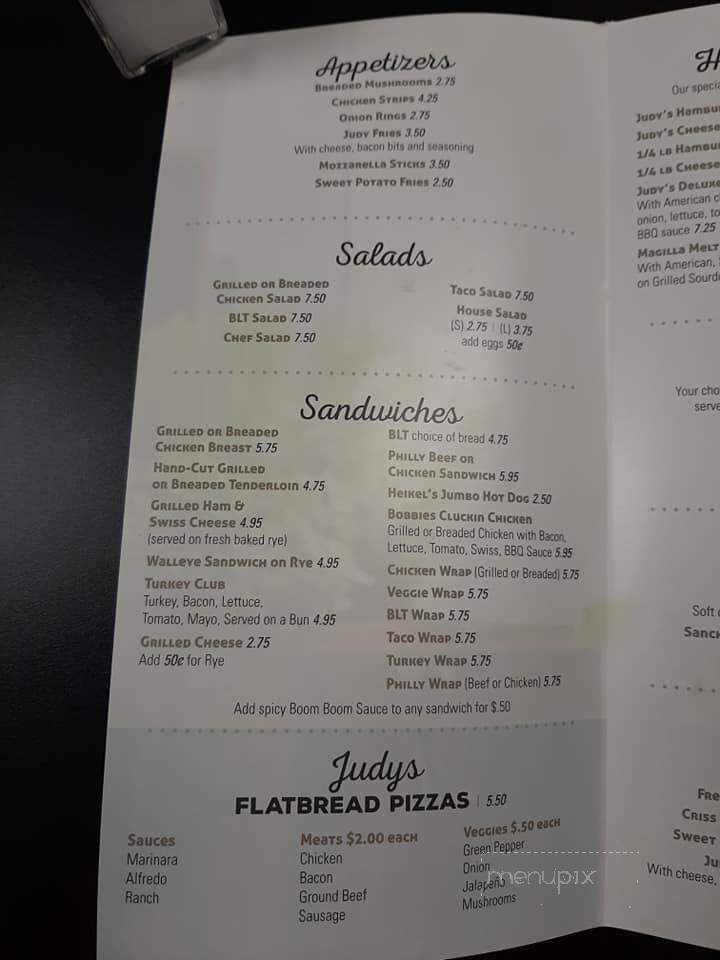 Appetizers
Breaded Mushrooms 2.75
Chicken Strips 4.25
Onion Rings 2.75
Judy Fries 3.50
With cheese, bacon bits and seasoning
Mozzarella Sticks 3.50
Sweet Potato Fries 2.50
Salads
Grilled or Breaded
Chicken Salad 7.50
BLT Salad 7.50
Chef Salad 7.50
Taco Salad 7.50
House Salad
(S) 2.75 | (L) 3.75
add eggs 50¢
Sandwiches
Grilled or Breaded
Chicken Breast 5.75
Hand-Cut Grilled
or Breaded Tenderloin 4.75
Grilled Ham &
Swiss Cheese 4.95
(served on fresh baked rye)
Walleye Sandwich on Rye 4.95
Turkey Club
Turkey, Bacon, Lettuce,
Tomato, Mayo, Served on a Bun 4.95
Grilled Cheese 2.75
Add 50¢ for Rye
BLT choice of bread 4.75
Philly Beef or
Chicken Sandwich 5.95
Heikel's Jumbo Hot Dog 2.50
Bobbies Cluckin Chicken
Grilled or Breaded Chicken with Bacon,
Lettuce, Tomato, Swiss, BBQ Sauce 5.95
Chicken Wrap (Grilled or Breaded) 5.75
Veggie Wrap 5.75
BLT Wrap 5.75
Taco Wrap 5.75
Turkey Wrap 5.75
Philly Wrap (Beef or Chicken) 5.75
Add spicy Boom Boom Sauce to any sandwich for $.50
Judys
FLATBREAD PIZZAS | 5.50
Sauces
Marinara
Alfredo
Ranch
Meats $2.00 each
Chicken
Bacon
Ground Beef
Sausage
Veggies $.50 each
Green Pepper
Onion
Jalapeño
Mushrooms
menupix
H
Our specia
Judy's Hambu
Judy's Cheese
1/4 lb Hambu
1/4 lb Cheese
Judy's Deluxe
With American c
onion, lettuce, to
BBQ sauce 7.25
Magilla Melt
With American,
on Grilled Sourd
Your cho
serve
Soft
Sanch
Fre
Criss
Sweet
Ju
With cheese,